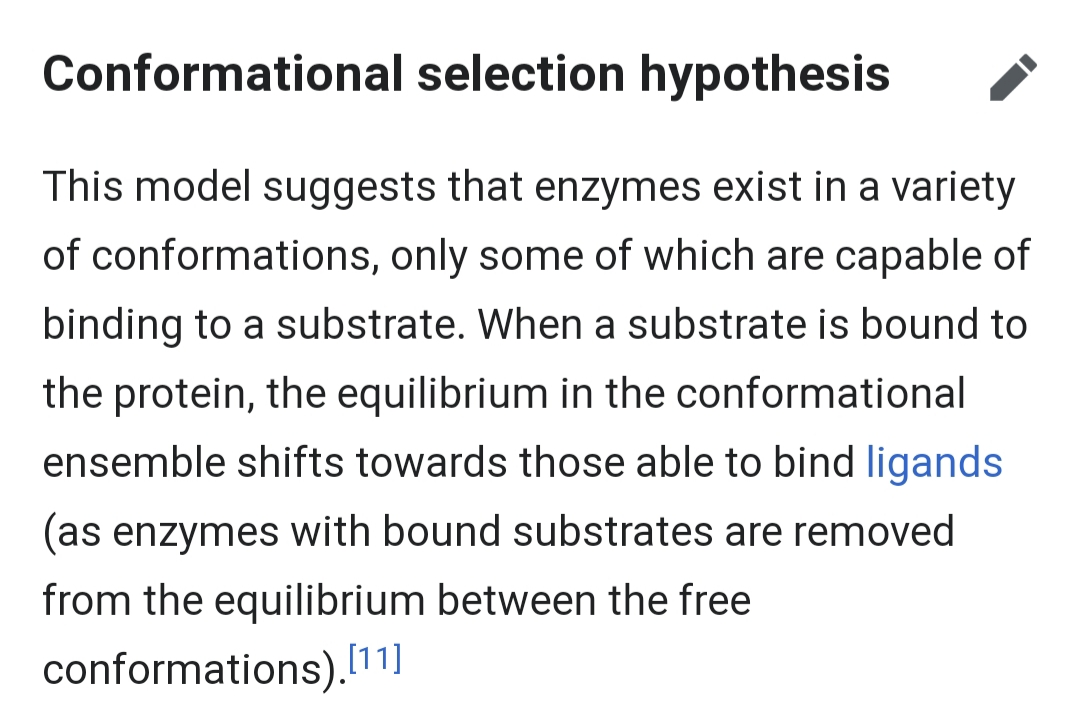 Conformational selection hypothesis
This model suggests that enzymes exist in a variety
of conformations, only some of which are capable of
binding to a substrate. When a substrate is bound to
the protein, the equilibrium in the conformational
ensemble shifts towards those able to bind ligands
(as enzymes with bound substrates are removed
from the equilibrium between the free
conformations).[11]